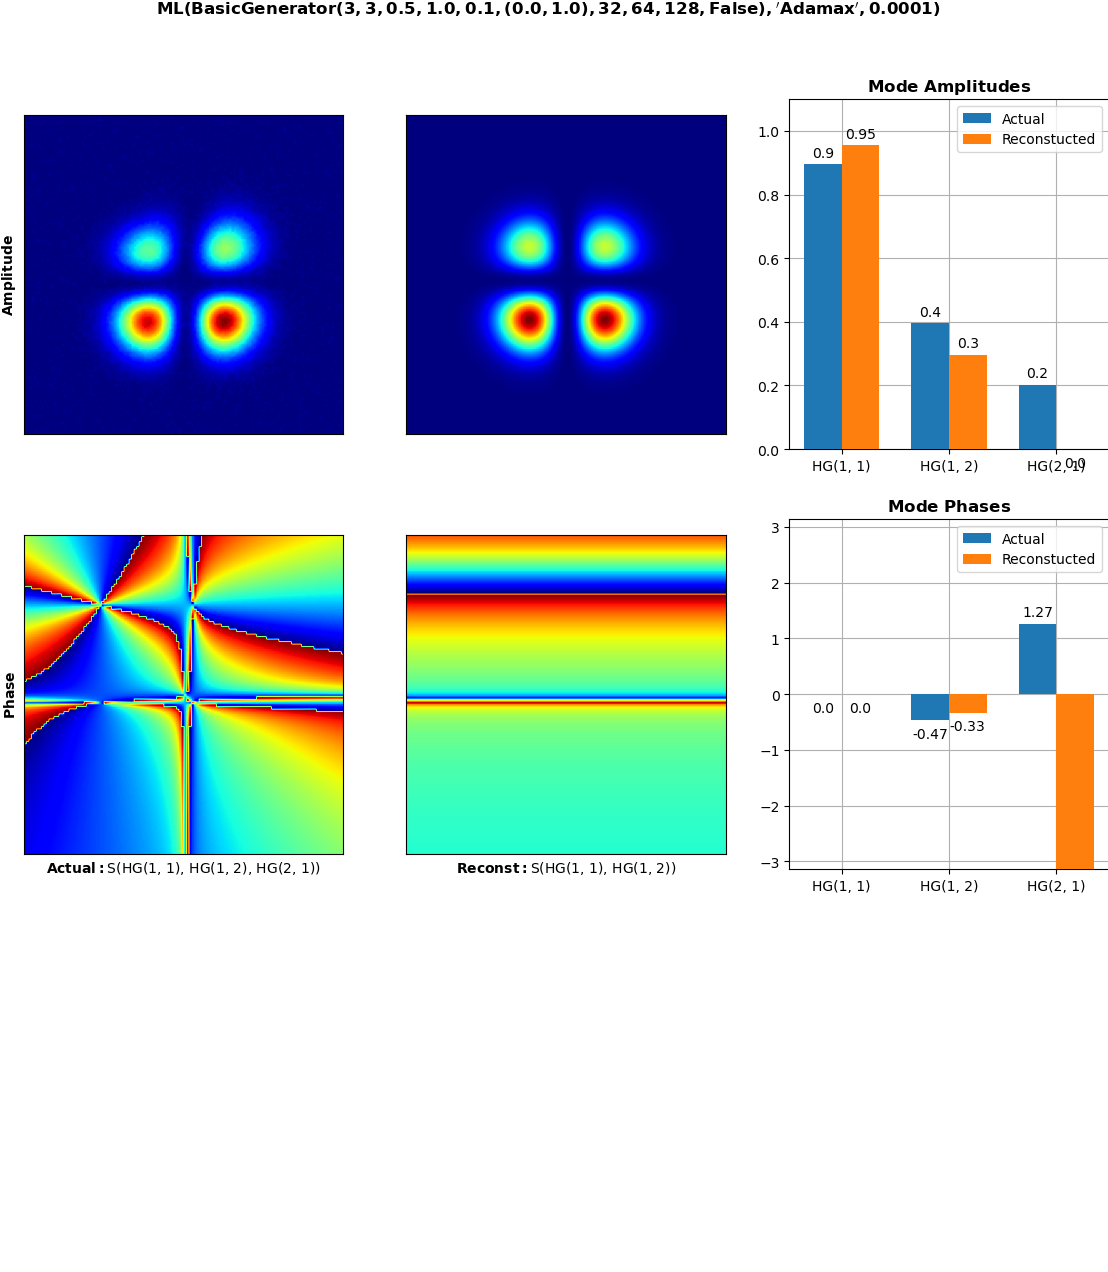 ML(BasicGenerator(3, 3, 0.5, 1.0, 0.1, (0.0, 1.0), 32, 64, 128, False), ′Adamax′, 0.0001)
Amplitude
Mode Amplitudes
Actual
Reconstucted
1.0
0.8
0.6
0.4
0.2
0.0
0.9
0.95
0.4
0.3
0.2
0.0
HG(1, 1)
HG(1, 2)
HG(2, 1)
Phase
Actual: S(HG(1, 1), HG(1, 2), HG(2, 1))
Reconst: S(HG(1, 1), HG(1, 2))
Mode Phases
Actual
Reconstucted
3
2
1
0
−1
−2
−3
0.0
0.0
-0.47
-0.33
1.27
HG(1, 1)
HG(1, 2)
HG(2, 1)